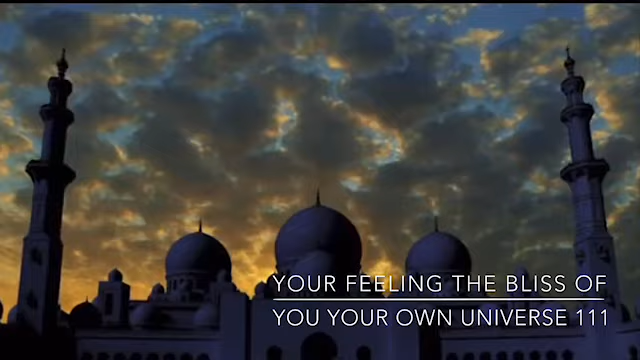 YOUR FEELING THE BLISS OF
YOU YOUR OWN UNIVERSE 111